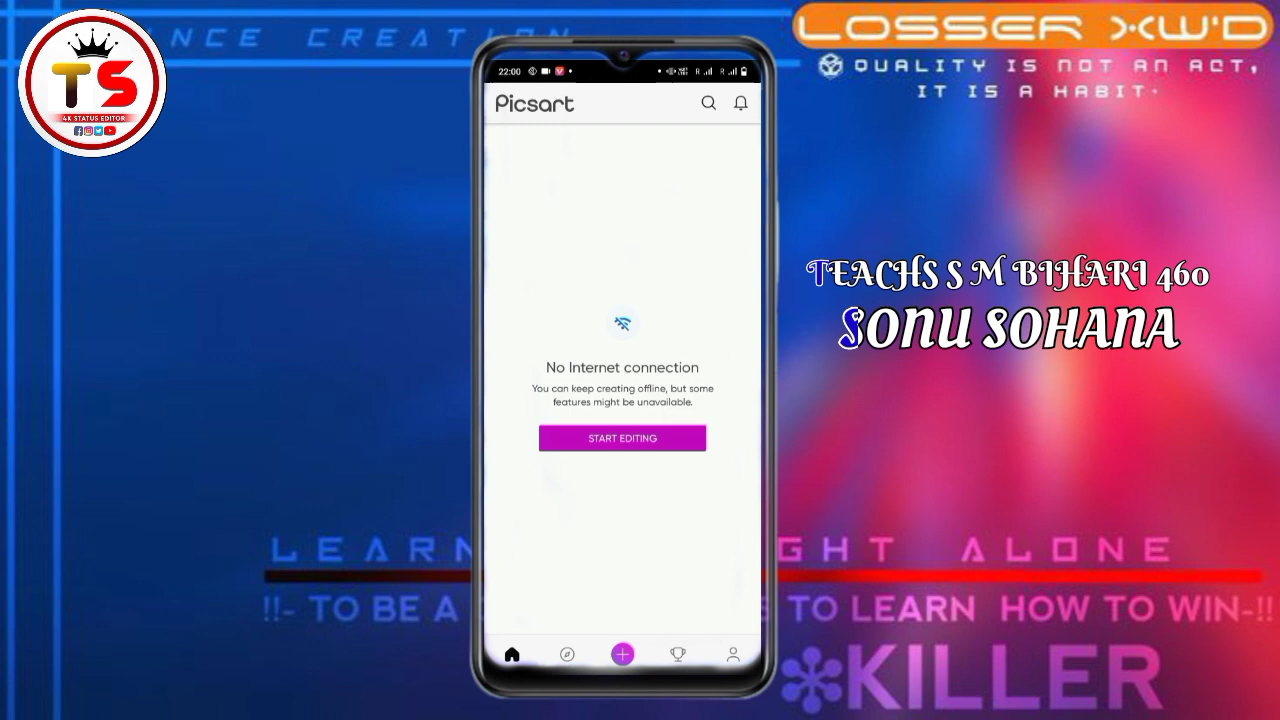 NCE CREATION
LOSSER XW'D
QUALITY IS NOT AN ACT,
IT IS A HABIT.
TS
4K STATUS EDITOR
22:00
Picsart
TEACHS S M BIHARI 460
SONU SOHANA
No Internet connection
You can keep creating offline, but some
features might be unavailable.
START EDITING
LEARN GHT ALONE
!!- TO BE A TO LEARN HOW TO WIN-!!
*KILLER